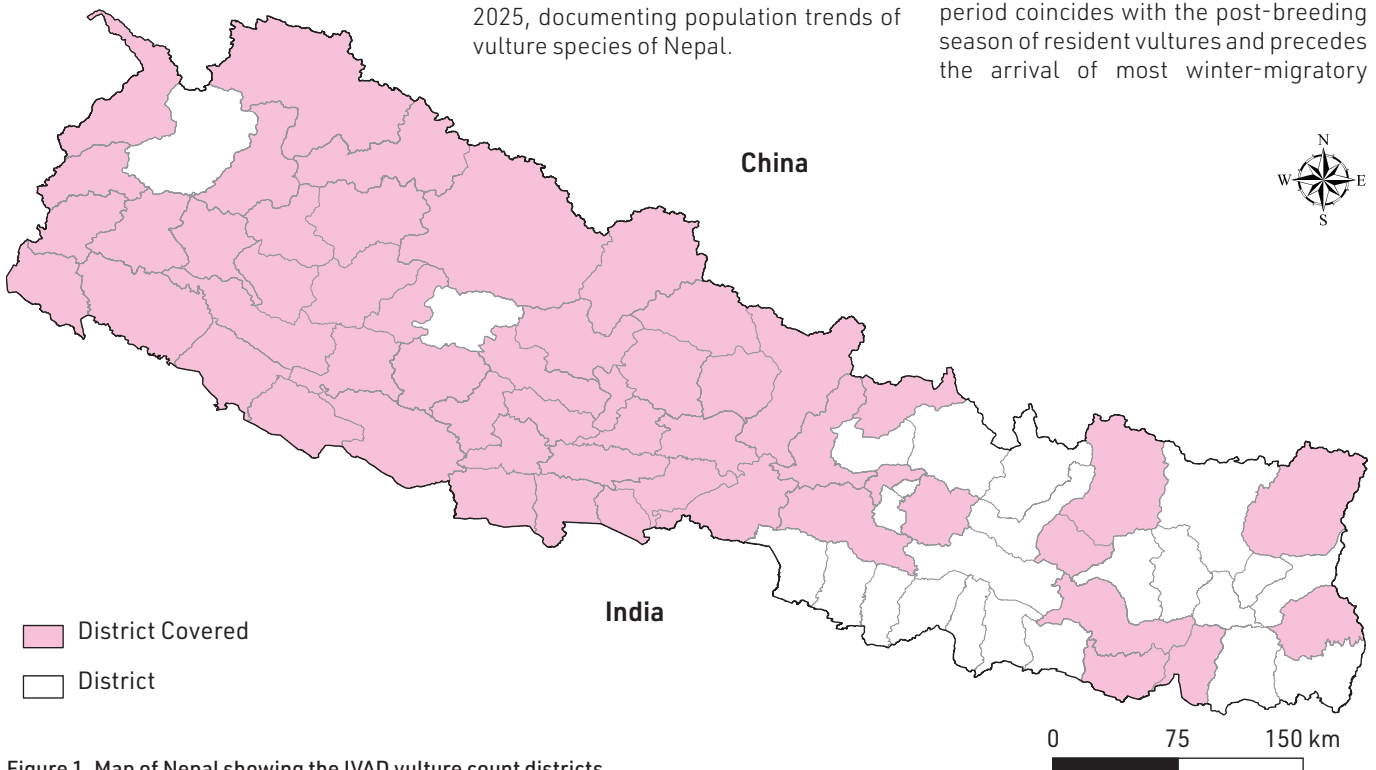 2025, documenting population trends of
vulture species of Nepal.
period coincides with the post-breeding
season of resident vultures and precedes
the arrival of most winter-migratory
China
N
W E
S
India
District Covered
District
0 75 150 km
Figure 1. Map of Nepal showing the IVAD vulture count districts